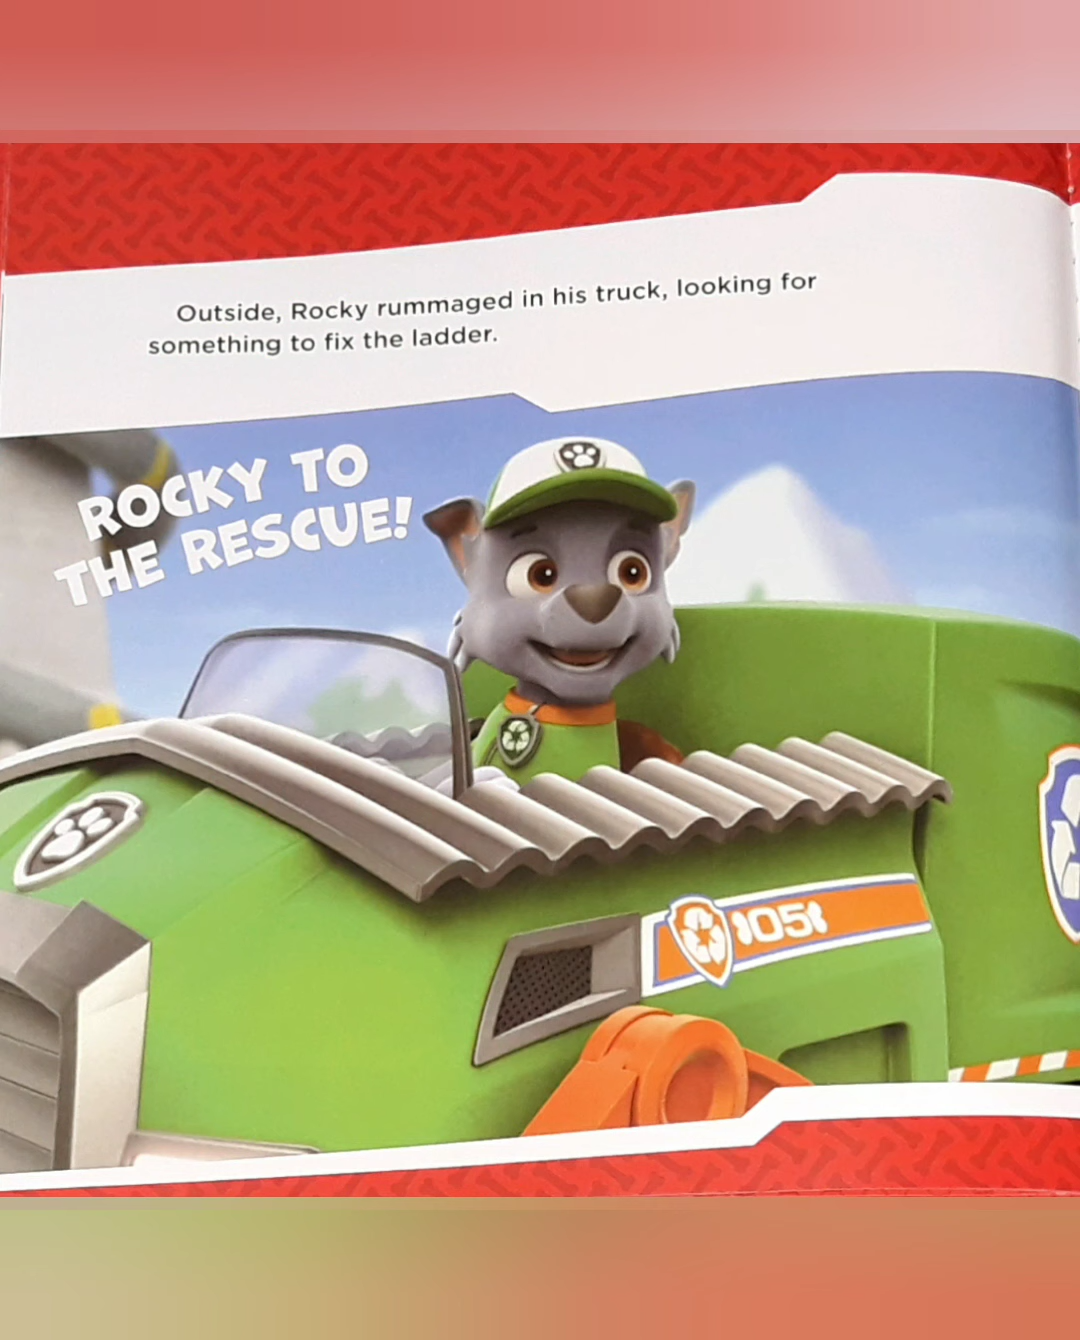 Outside, Rocky rummaged in his truck, looking for
something to fix the ladder.
ROCKY TO
THE RESCUE!
05